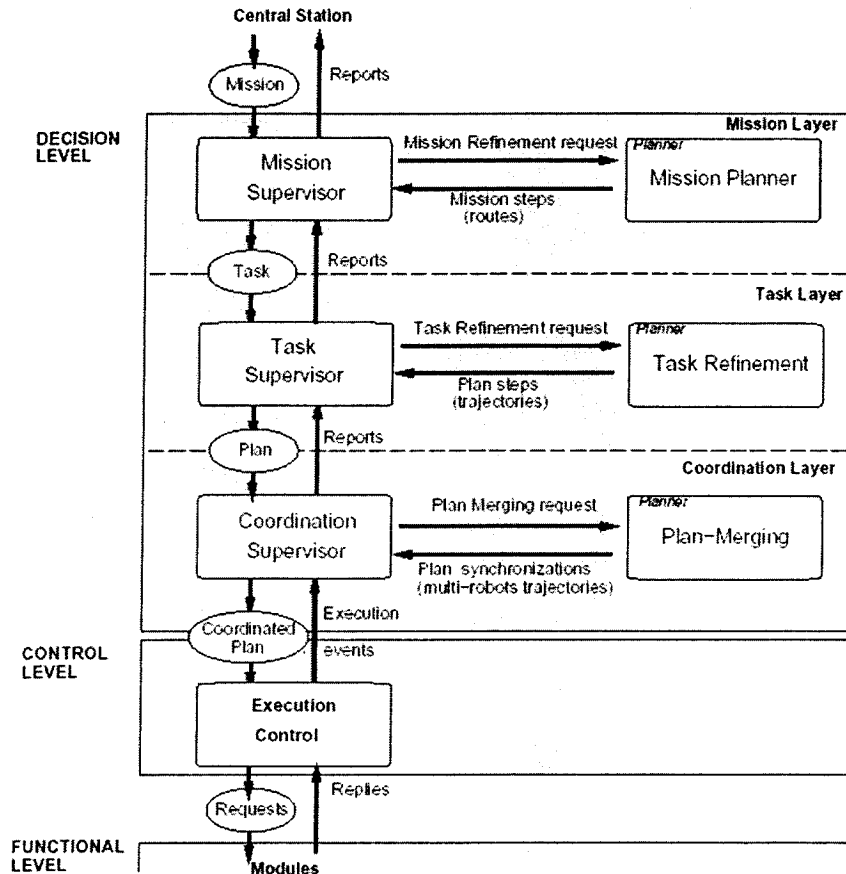 Central Station
Reports
Mission
DECISION
LEVEL
Mission Layer
Mission
Supervisor
Mission Refinement request
Mission steps
(routes)
Planner
Mission Planner
Task
Reports
Task Layer
Task
Supervisor
Task Refinement request
Plan steps
(trajectories)
Planner
Task Refinement
Plan
Reports
Coordination Layer
Coordination
Supervisor
Plan Merging request
Plan synchronizations
(multi-robots trajectories)
Planner
Plan-Merging
Execution
events
Coordinated
Plan
CONTROL
LEVEL
Execution
Control
Replies
Requests
FUNCTIONAL
LEVEL
Modules